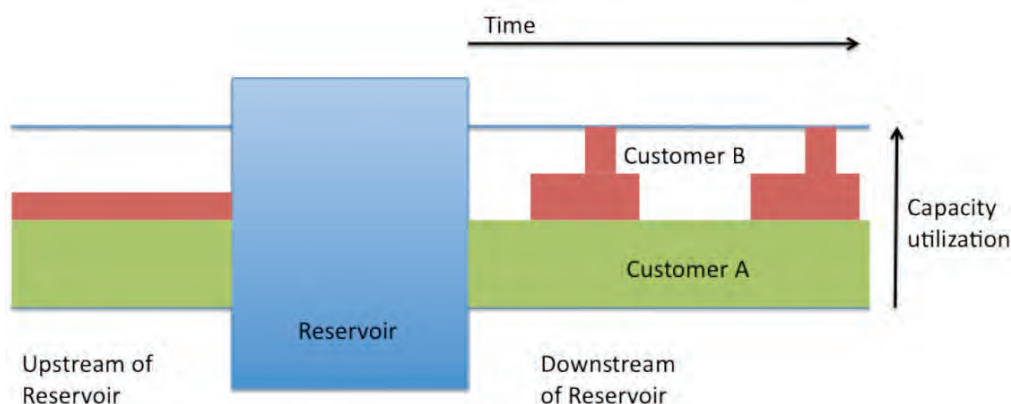 Time
Customer B
Capacity
utilization
Customer A
Reservoir
Upstream of
Reservoir
Downstream
of Reservoir